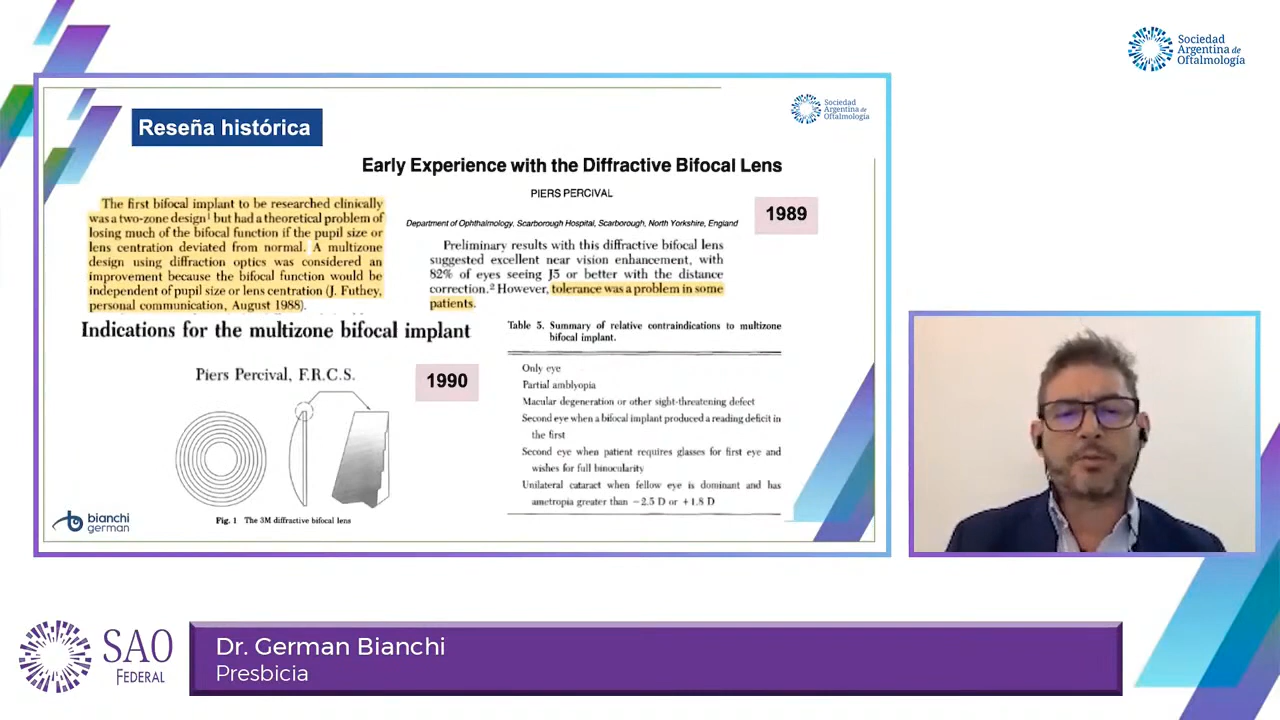 Sociedad
Argentina de
Oftalmología
Sociedad
Argentina de
Oftalmología
Reseña histórica
Early Experience with the Diffractive Bifocal Lens
PIERS PERCIVAL
1989
Department of Ophthalmology, Scarborough Hospital, Scarborough, North Yorkshire, England
The first bifocal implant to be researched clinically
was a two-zone design¹ but had a theoretical problem of
losing much of the bifocal function if the pupil size or
lens centration deviated from normal. A multizone
design using diffraction optics was considered an
improvement because the bifocal function would be
independent of pupil size or lens centration (J. Futhey,
personal communication, August 1988).
Preliminary results with this diffractive bifocal lens
suggested excellent near vision enhancement, with
82% of eyes seeing J3 or better with the distance
correction.² However, tolerance was a problem in some
patients.
Indications for the multizone bifocal implant
Piers Percival, F.R.C.S.
1990
Fig. 1 The 3M diffractive bifocal lens
Table 3. Summary of relative contraindications to multizone
bifocal implant.
Only eye
Partial amblyopia
Macular degeneration or other sight-threatening defect
Second eye when a bifocal implant produced a reading deficit in
the first
Second eye when patient requires glasses for first eye and
wishes for full binocularity
Unilateral cataract when fellow eye is dominant and has
ametropia greater than −2.5 D or +1.8 D
bianchi
german
SAO
FEDERAL
Dr. German Bianchi
Presbicia